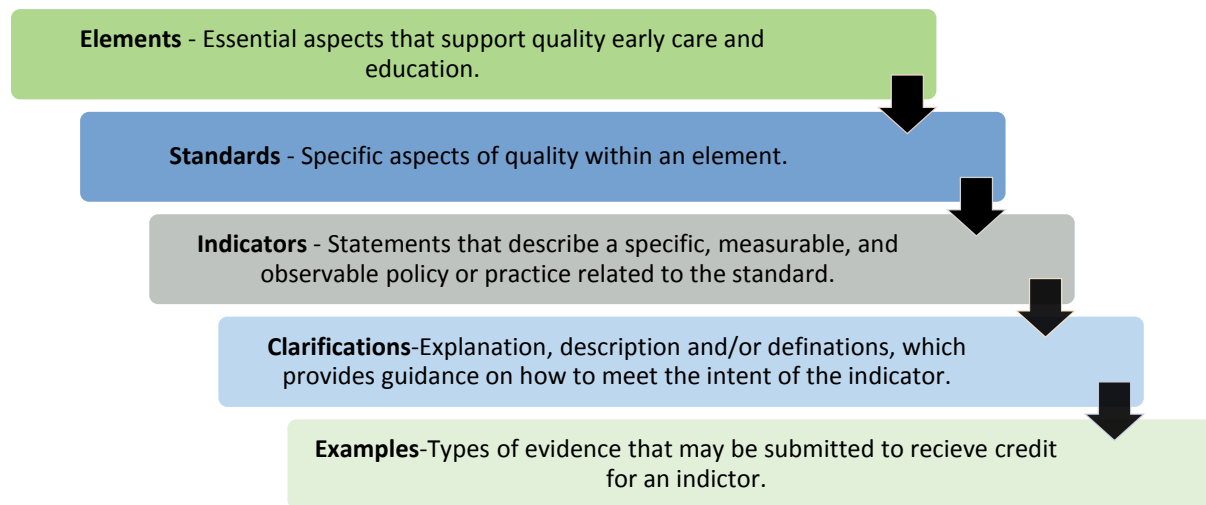 Elements - Essential aspects that support quality early care and
education.
Standards - Specific aspects of quality within an element.
Indicators - Statements that describe a specific, measurable, and
observable policy or practice related to the standard.
Clarifications-Explanation, description and/or definations, which
provides guidance on how to meet the intent of the indicator.
Examples-Types of evidence that may be submitted to recieve credit
for an indictor.